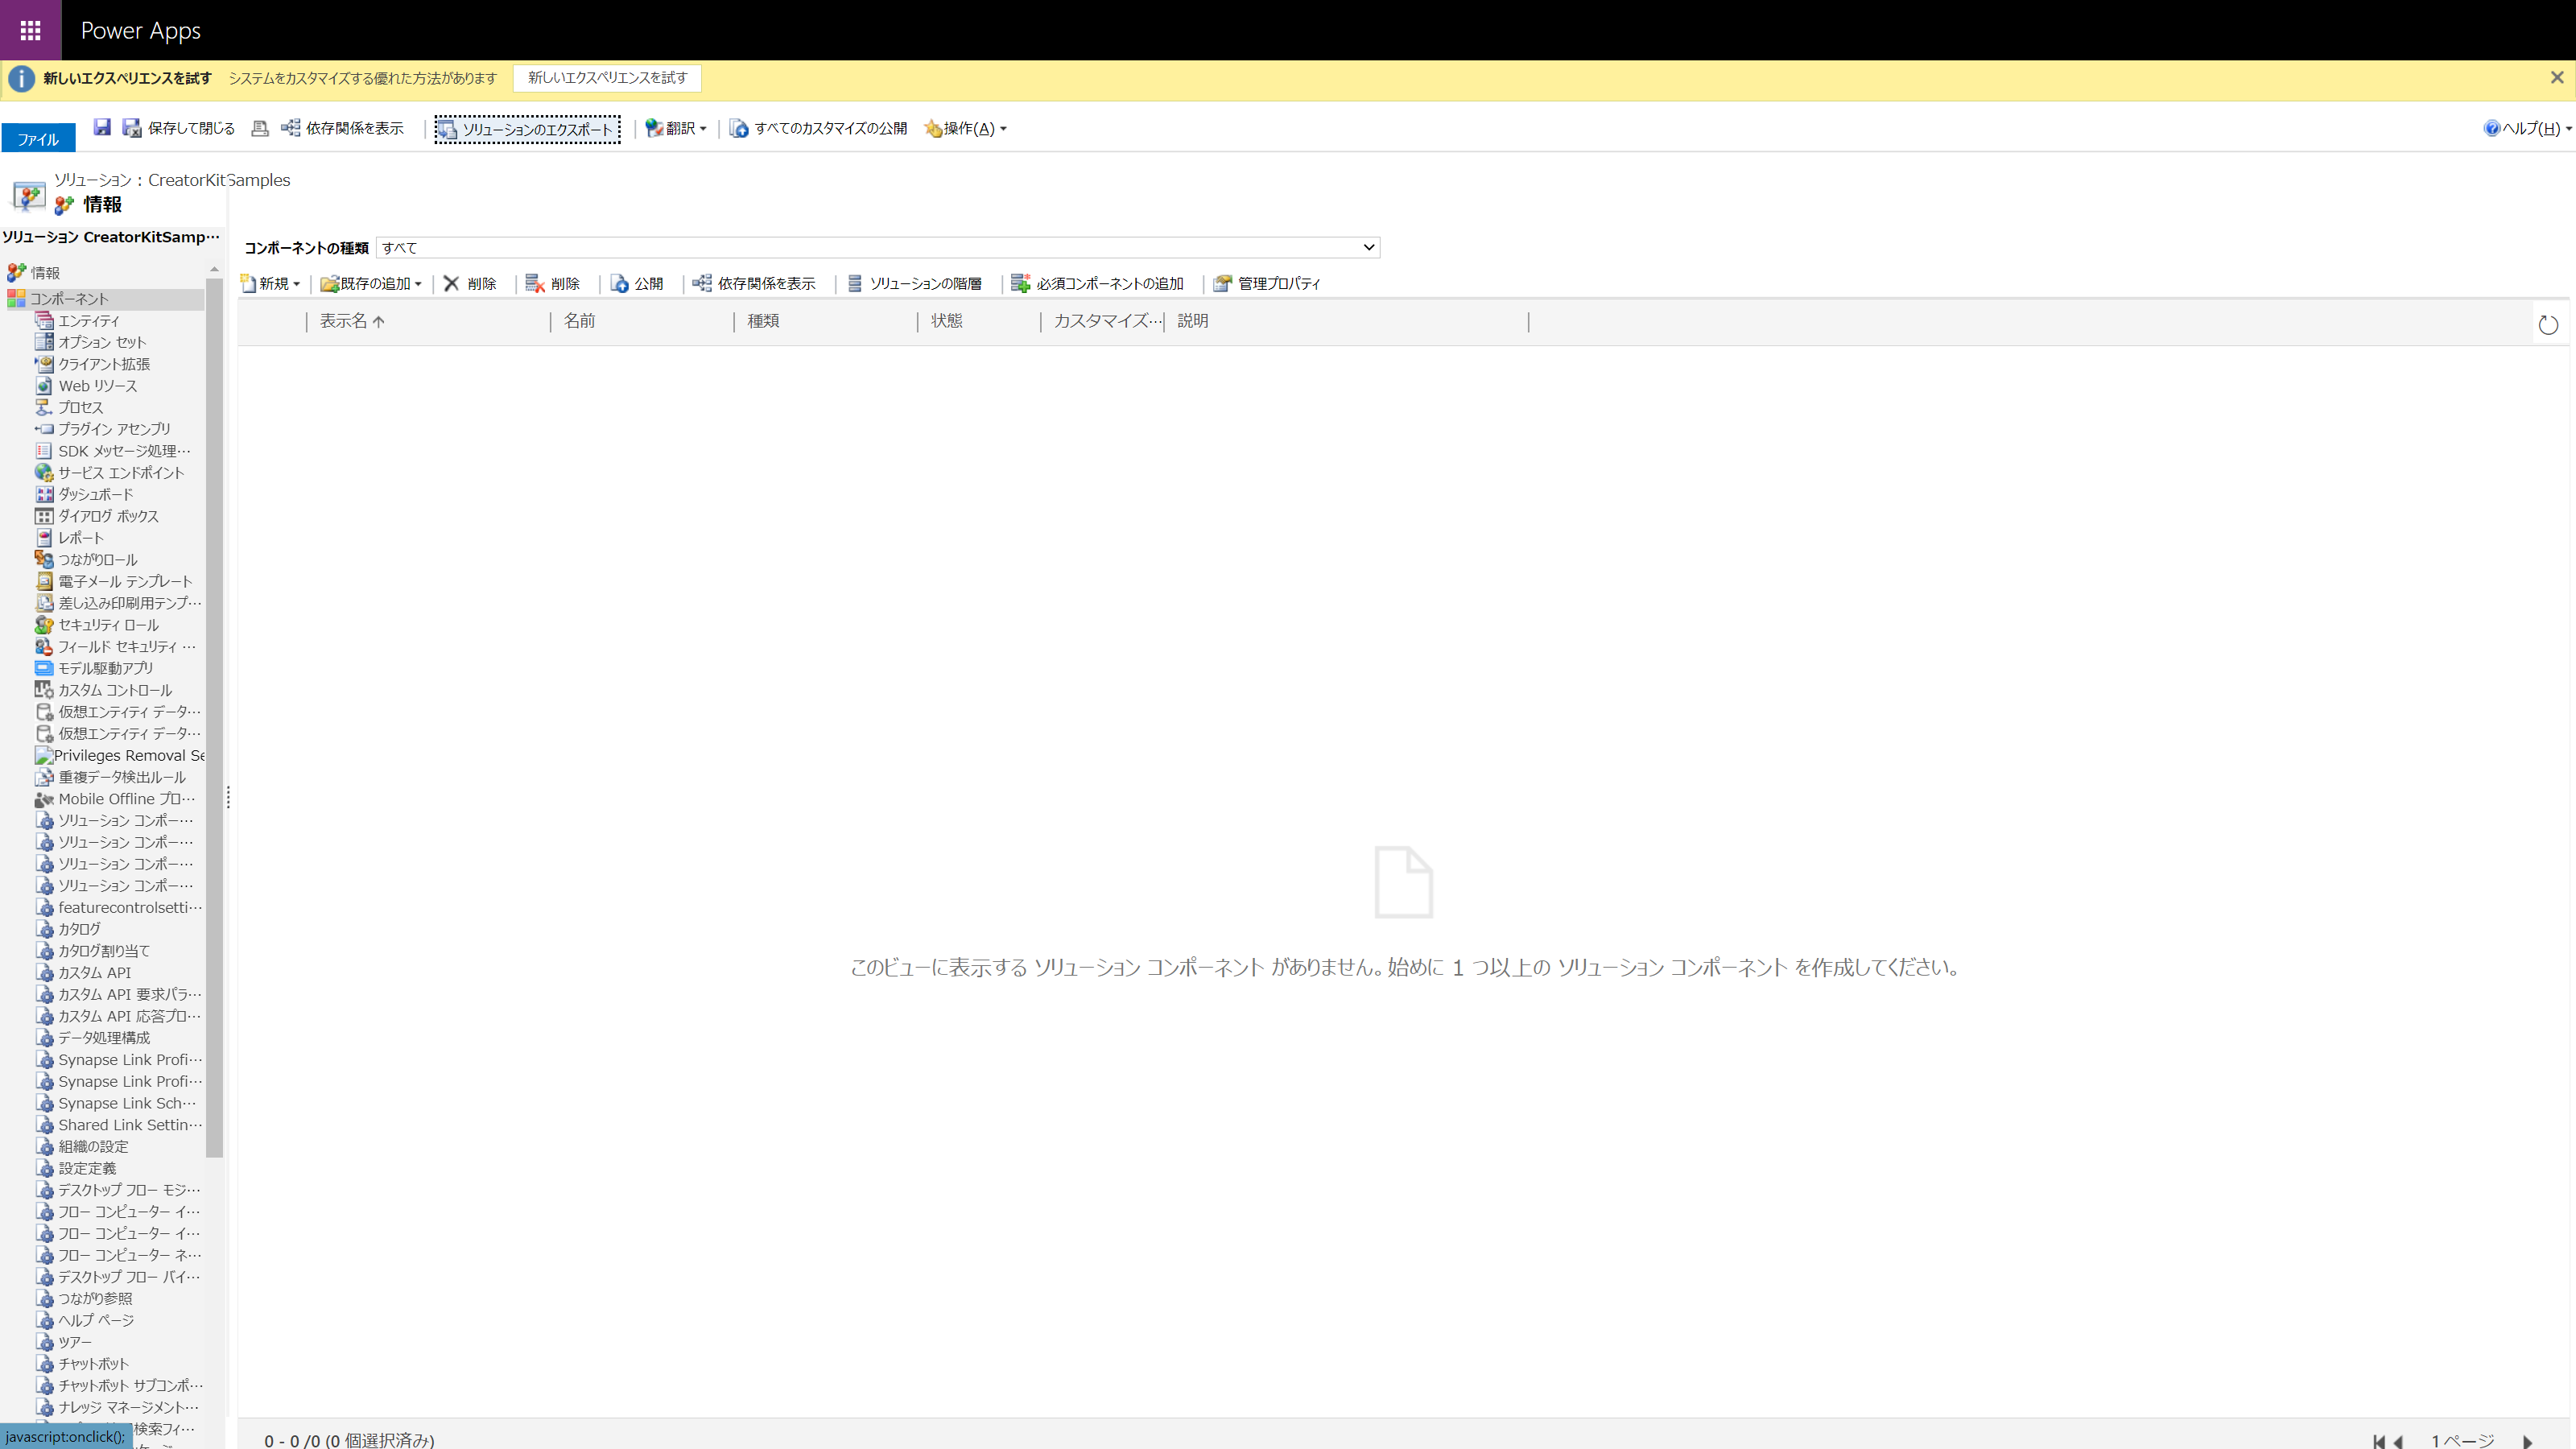 Power Apps
新しいエクスペリエンスを試す システムをカスタマイズする優れた方法があります 新しいエクスペリエンスを試す
ファイル 保存して閉じる 依存関係を表示 ソリューションのエクスポート 翻訳 すべてのカスタマイズの公開 操作(A) ヘルプ(H)
ソリューション : CreatorKitSamples
情報
ソリューション CreatorKitSamp…
コンポーネントの種類 すべて
新規 既存の追加 削除 削除 公開 依存関係を表示 ソリューションの階層 必須コンポーネントの追加 管理プロパティ
表示名 名前 種類 状態 カスタマイズ… 説明
情報
コンポーネント
エンティティ
オプション セット
クライアント拡張
Web リソース
プロセス
プラグイン アセンブリ
SDK メッセージ処理…
サービス エンドポイント
ダッシュボード
ダイアログ ボックス
レポート
つながりロール
電子メール テンプレート
差し込み印刷用テンプ…
セキュリティ ロール
フィールド セキュリティ …
モデル駆動アプリ
カスタム コントロール
仮想エンティティ データ…
仮想エンティティ データ…
Privileges Removal Se
重複データ検出ルール
Mobile Offline プロ…
ソリューション コンポー…
ソリューション コンポー…
ソリューション コンポー…
ソリューション コンポー…
featurecontrolsetti…
カタログ
カタログ割り当て
カスタム API
カスタム API 要求パラ…
カスタム API 応答プロ…
データ処理構成
Synapse Link Profi…
Synapse Link Profi…
Synapse Link Sch…
Shared Link Settin…
組織の設定
設定定義
デスクトップ フロー モジ…
フロー コンピューター イ…
フロー コンピューター イ…
フロー コンピューター ネ…
デスクトップ フロー バイ…
つながり参照
ヘルプ ページ
ツアー
チャットボット
チャットボット サブコンポ…
ナレッジ マネージメント…
検索フィ…
javascript:onclick();
このビューに表示する ソリューション コンポーネント がありません。始めに 1 つ以上の ソリューション コンポーネント を作成してください。
0 - 0 /0 (0 個選択済み)
1 ページ